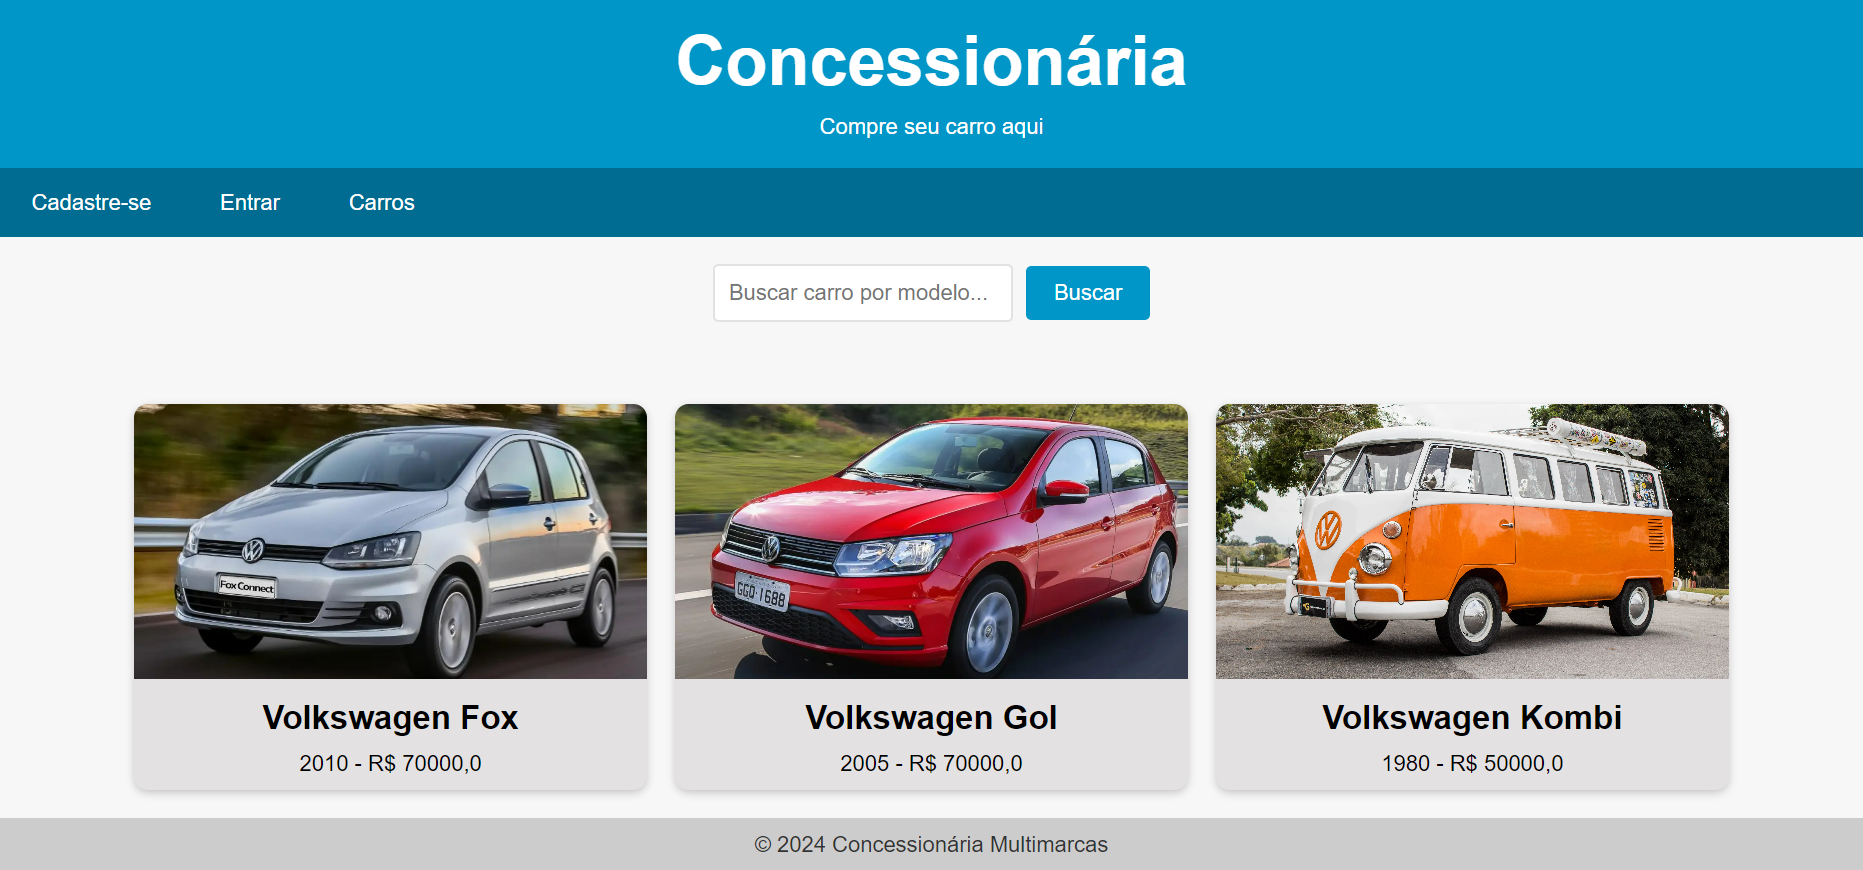 Concessionária
Compre seu carro aqui
Cadastre-se Entrar Carros
Buscar carro por modelo... Buscar
Fox Connect
GGO-1688
Volkswagen Fox
2010 - R$ 70000,0
Volkswagen Gol
2005 - R$ 70000,0
Volkswagen Kombi
1980 - R$ 50000,0
© 2024 Concessionária Multimarcas